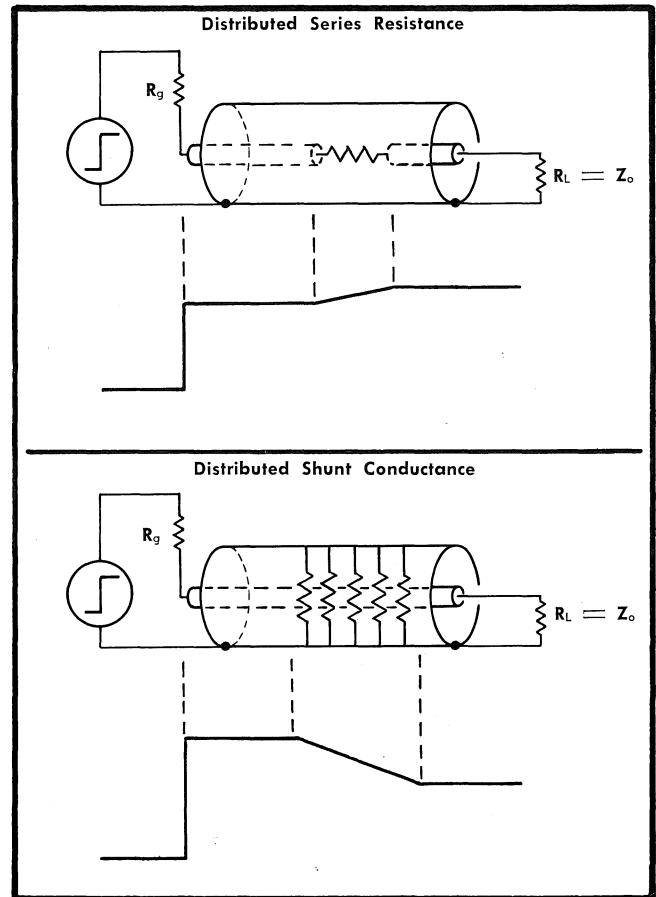 Distributed Series Resistance
Rg
RL = Zo
Distributed Shunt Conductance
Rg
RL = Zo